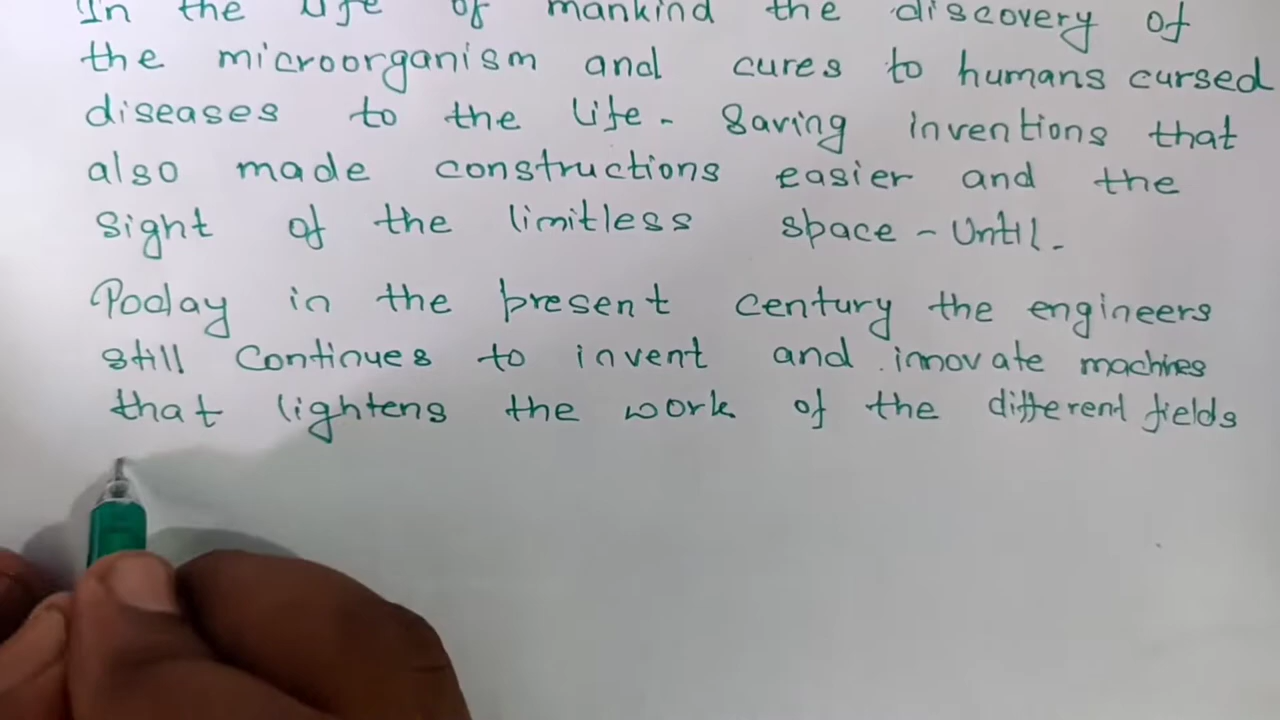 In the life of mankind the discovery of
the microorganism and cures to humans cursed
diseases to the life - Saving inventions that
also made constructions easier and the
Sight of the limitless space - Until.
Poday in the present century the engineers
still continues to invent and innovate machines
that lightens the work of the different fields